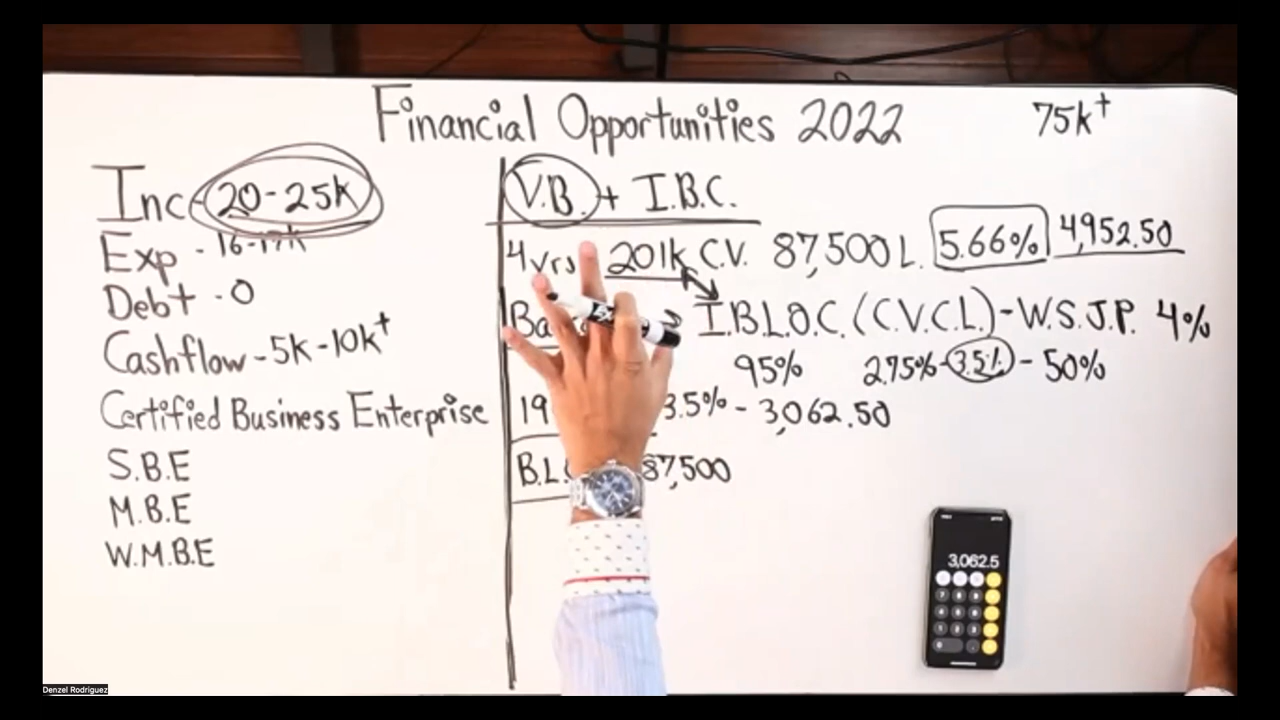 Financial Opportunities 2022
75k+
Inc - 20-25k
Exp - 16-17k
Debt - 0
Cashflow - 5k - 10k+
Certified Business Enterprise
S.B.E
M.B.E
W.M.B.E
V.B. + I.B.C.
4yrs 201k C.V. 87,500 L. 5.66% 4,952.50
I.B.L.O.C. (C.V.C.L.) - W.S.J.P. 4%
95% 2.75% - 3.5% - 50%
19 3.5% - 3,062.50
87,500
3,062.5
Denzel Rodriguez